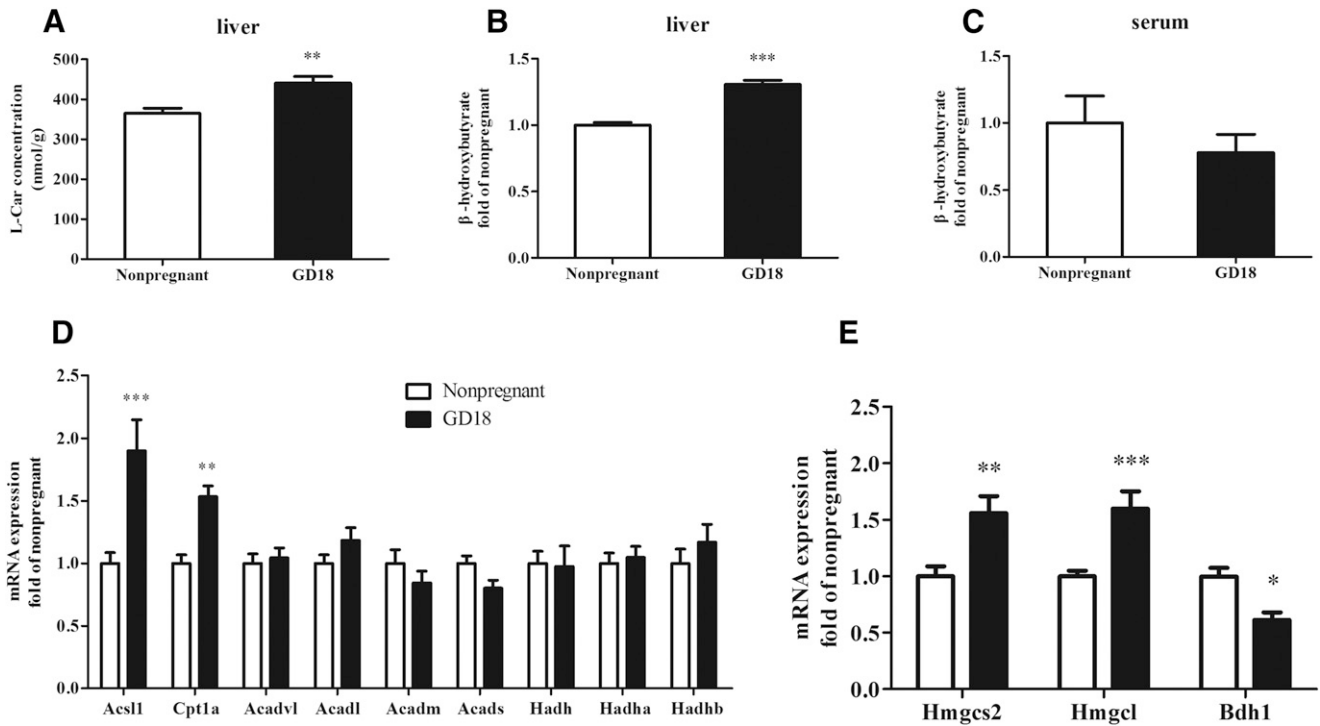 A
liver
L-Car concentration
(nmol/g)
500
400
300
200
100
0
**
Nonpregnant
GD18
B
liver
β-hydroxybutyrate
fold of nonpregnant
1.5
1.0
0.5
0.0
***
Nonpregnant
GD18
C
serum
β-hydroxybutyrate
fold of nonpregnant
1.5
1.0
0.5
0.0
Nonpregnant
GD18
D
mRNA expression
fold of nonpregnant
2.5
2.0
1.5
1.0
0.5
0.0
***
**
Nonpregnant
GD18
Acsl1 Cpt1a Acadvl Acadl Acadm Acads Hadh Hadha Hadhb
E
mRNA expression
fold of nonpregnant
2.5
2.0
1.5
1.0
0.5
0.0
**
***
*
Hmgcs2 Hmgcl Bdh1